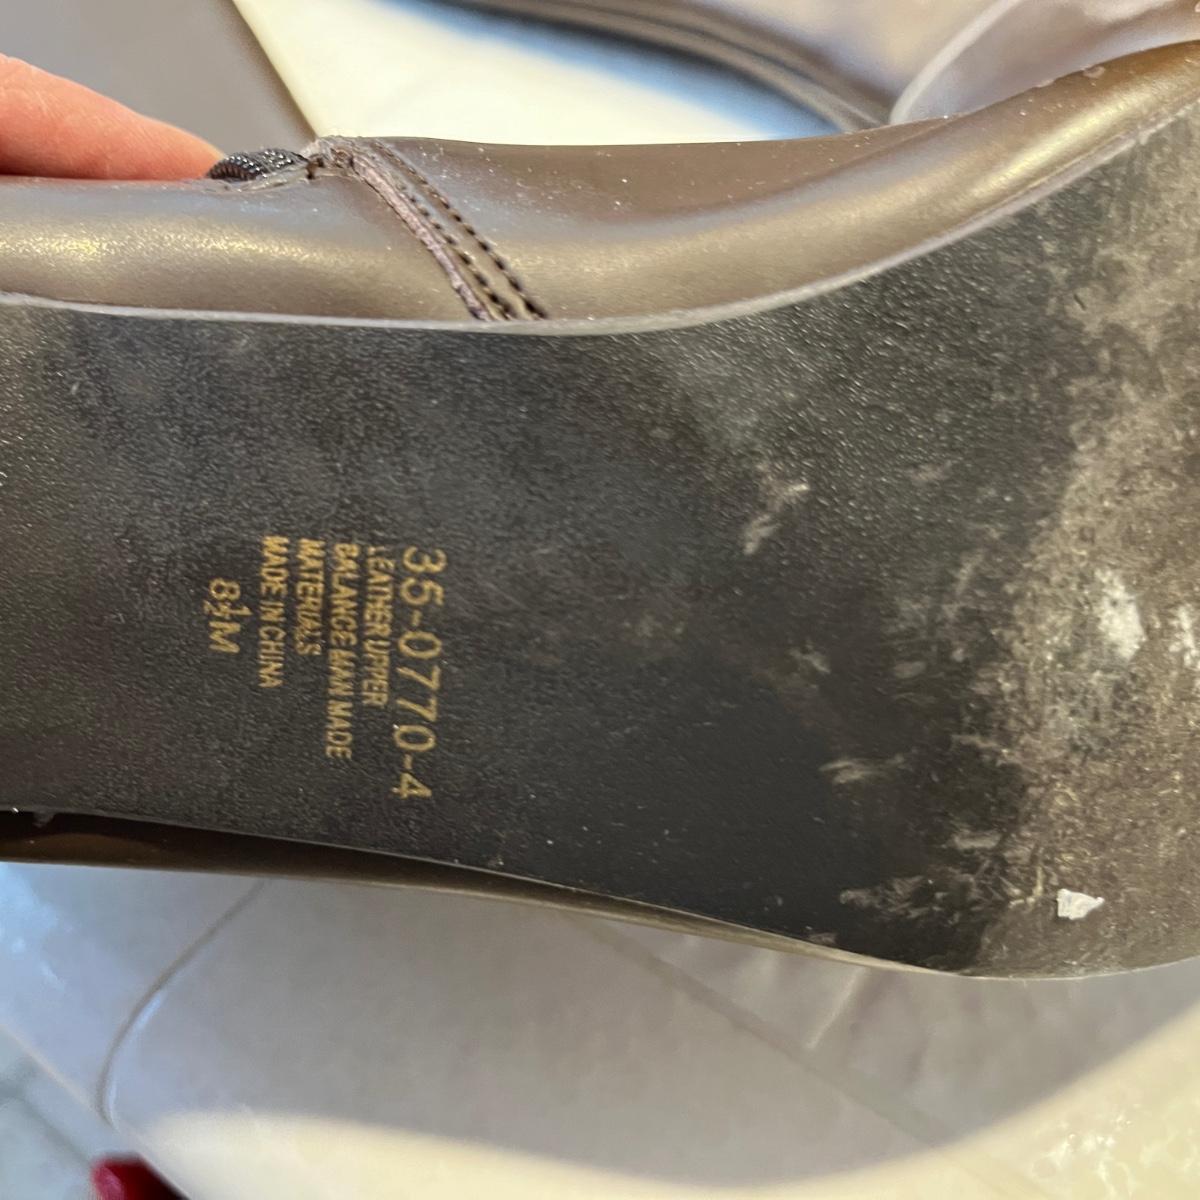 35-0770-4
LEATHER UPPER
BALANCE MAN MADE
MATERIALS
MADE IN CHINA
8½M